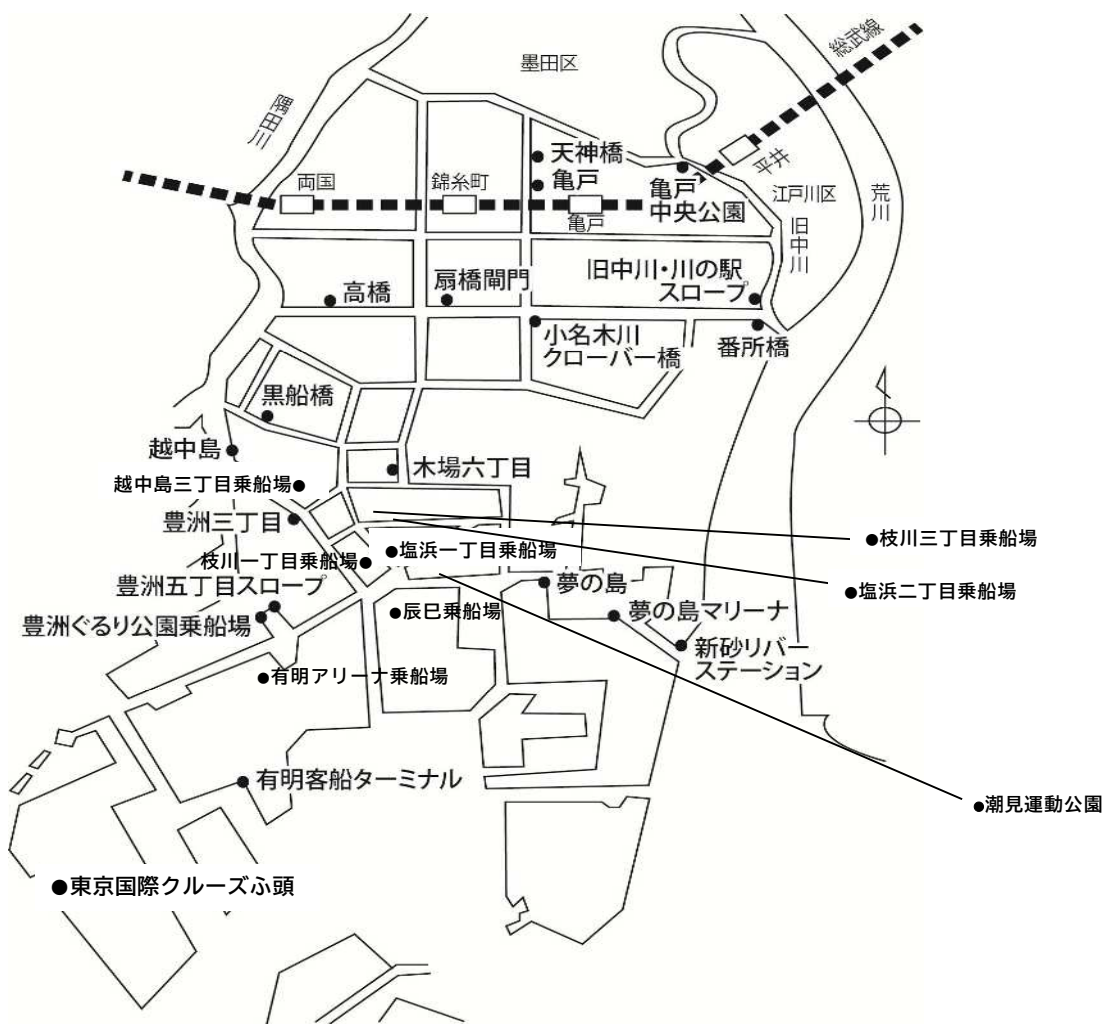 総武線
墨田区
隅田川
天神橋
亀戸
平井
両国
錦糸町
亀戸
亀戸
中央公園
江戸川区
荒川
旧中川
高橋
扇橋閘門
旧中川・川の駅
スロープ
小名木川
クローバー橋
番所橋
黒船橋
越中島
木場六丁目
越中島三丁目乗船場●
豊洲三丁目
●枝川三丁目乗船場
枝川一丁目乗船場●
●塩浜一丁目乗船場
豊洲五丁目スロープ
夢の島
●塩浜二丁目乗船場
豊洲ぐるり公園乗船場
●辰巳乗船場
夢の島マリーナ
新砂リバー
ステーション
●有明アリーナ乗船場
有明客船ターミナル
●潮見運動公園
●東京国際クルーズふ頭